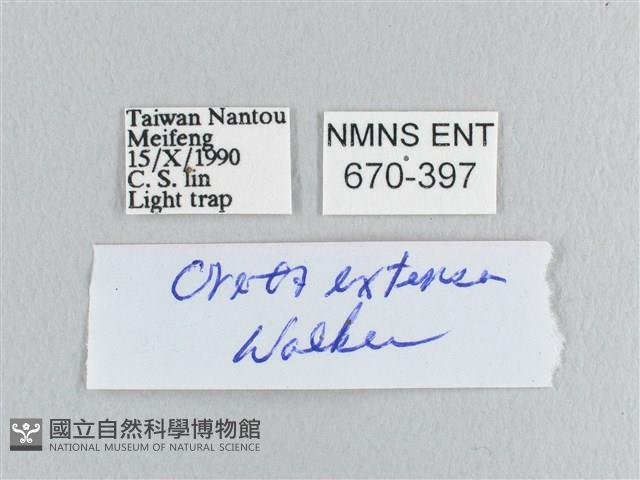 Taiwan Nantou
Meifeng
15/X/1990
C. S. lin
Light trap
NMNS ENT
670-397
Oreta extensa
Walker
國立自然科學博物館
NATIONAL MUSEUM OF NATURAL SCIENCE